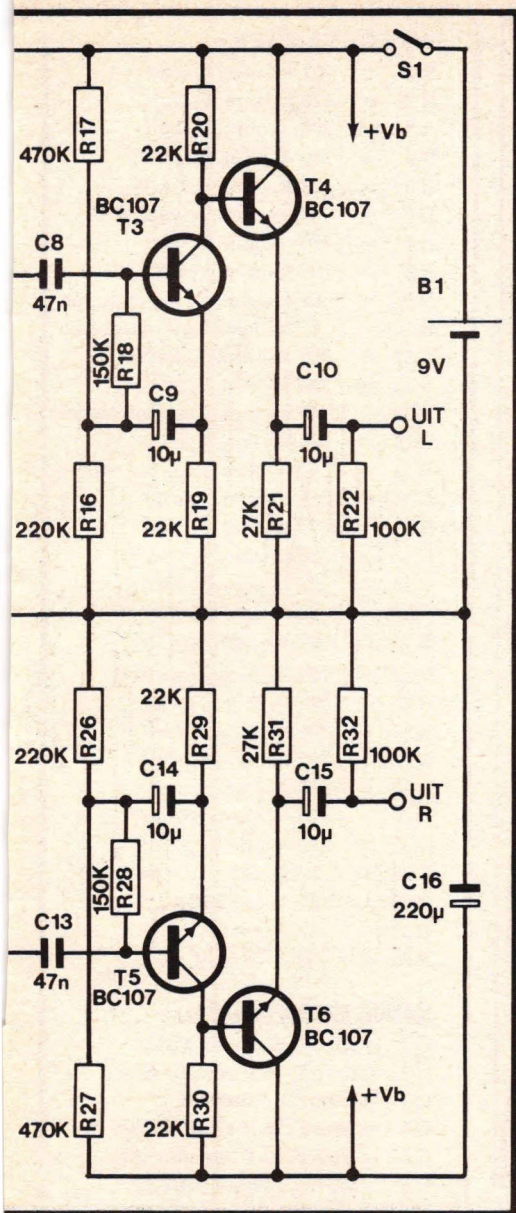 S1
R17
470K
R20
22K
+Vb
T4
BC107
BC107
T3
C8
47n
B1
9V
150K
R18
C9
10µ
C10
10µ
UIT
L
R16
220K
R19
22K
27K
R21
R22
100K
R26
220K
22K
R29
27K
R31
R32
100K
C14
10µ
C15
10µ
UIT
R
150K
R28
C16
220µ
C13
47n
T5
BC107
T6
BC107
R27
470K
R30
22K
+Vb